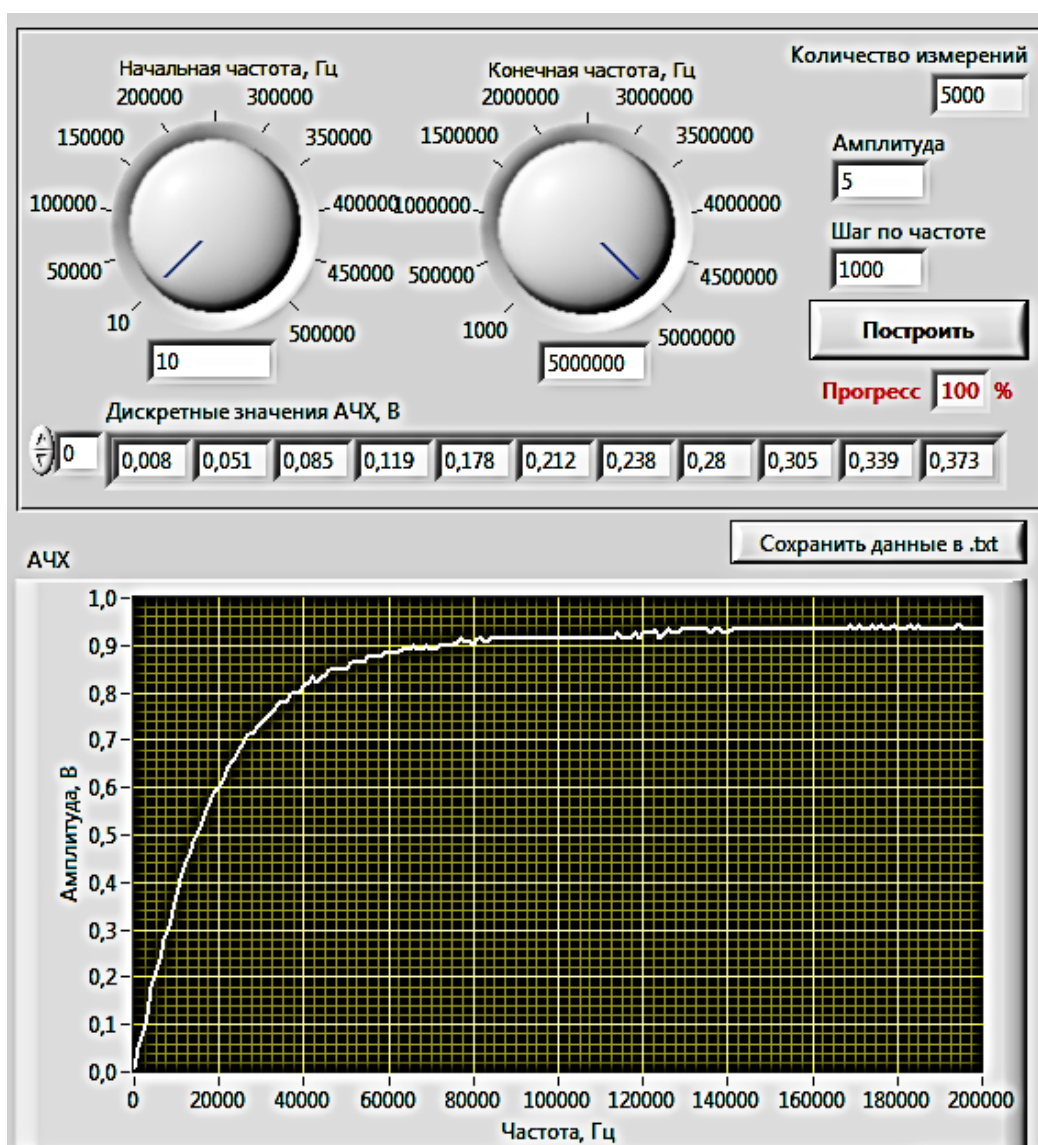 Начальная частота, Гц
200000 300000
150000 350000
100000 400000
50000 450000
10 500000
10
Конечная частота, Гц
2000000 3000000
1500000 3500000
1000000 4000000
500000 4500000
1000 5000000
5000000
Количество измерений
5000
Амплитуда
5
Шаг по частоте
1000
Построить
Прогресс 100 %
Дискретные значения АЧХ, В
0 0,008 0,051 0,085 0,119 0,178 0,212 0,238 0,28 0,305 0,339 0,373
Сохранить данные в .txt
АЧХ
Амплитуда, В
1,0
0,9
0,8
0,7
0,6
0,5
0,4
0,3
0,2
0,1
0,0
0 20000 40000 60000 80000 100000 120000 140000 160000 180000 200000
Частота, Гц